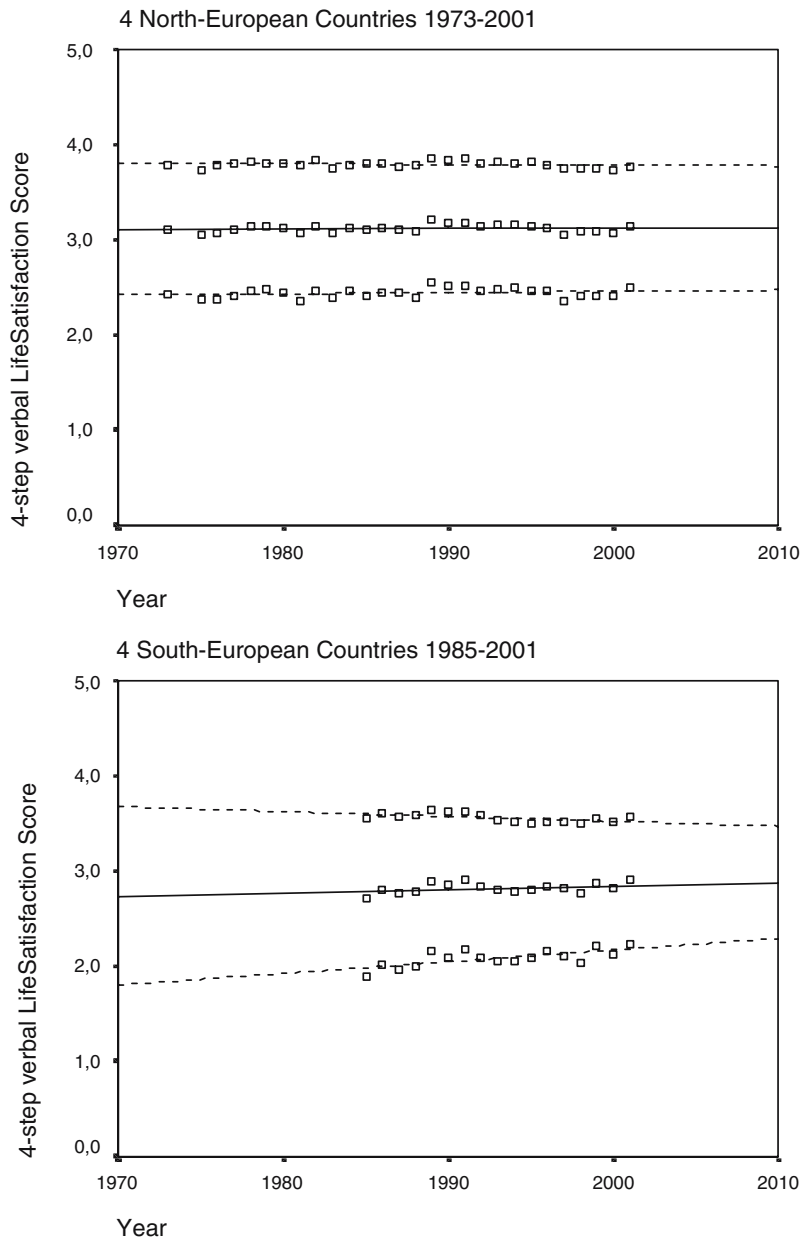 4 North-European Countries 1973-2001
5,0
4,0
3,0
2,0
1,0
0,0
4-step verbal LifeSatisfaction Score
1970 1980 1990 2000 2010
Year
4 South-European Countries 1985-2001
5,0
4,0
3,0
2,0
1,0
0,0
4-step verbal LifeSatisfaction Score
1970 1980 1990 2000 2010
Year